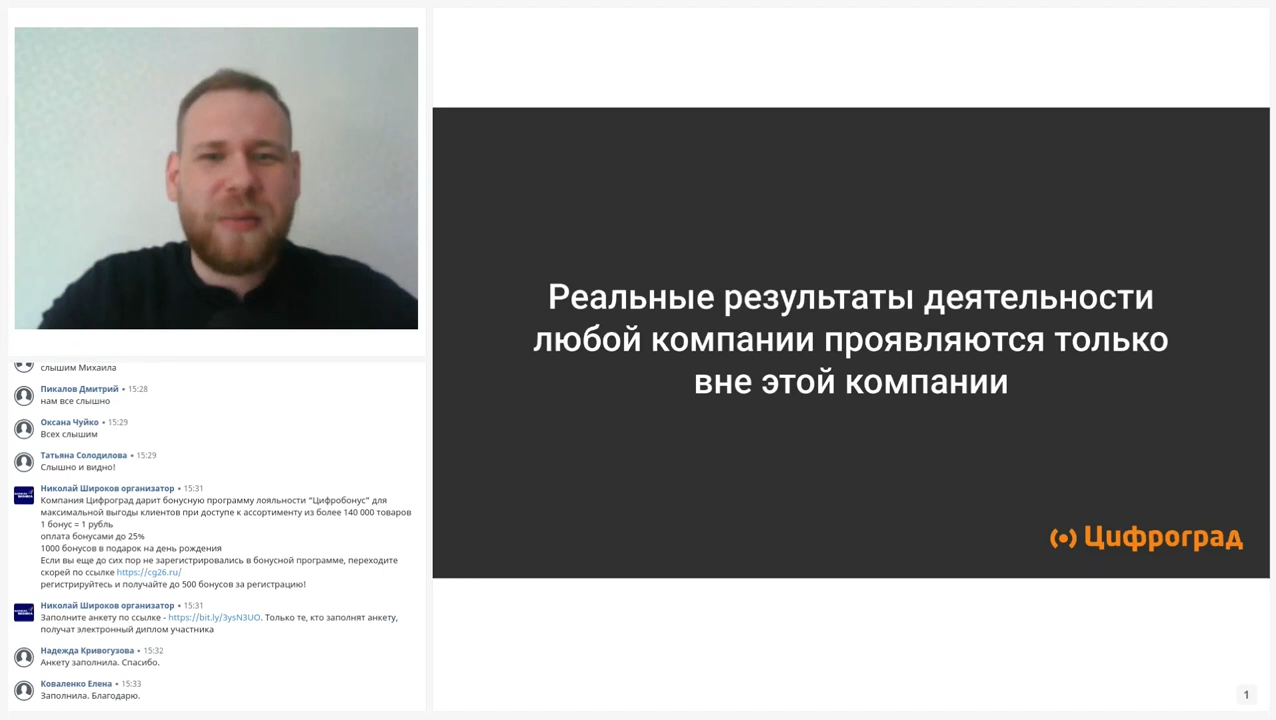 слышим Михаила
Пикалов Дмитрий • 15:28
нам все слышно
Оксана Чуйко • 15:29
Всех слышим
Татьяна Солодилова • 15:29
Слышно и видно!
Николай Широков организатор • 15:31
Компания Цифроград дарит бонусную программу лояльности "Цифробонус" для
максимальной выгоды клиентов при доступе к ассортименту из более 140 000 товаров
1 бонус = 1 рубль
оплата бонусами до 25%
1000 бонусов в подарок на день рождения
Если вы еще до сих пор не зарегистрировались в бонусной программе, переходите
скорей по ссылке https://cg26.ru/
регистрируйтесь и получайте до 500 бонусов за регистрацию!
Николай Широков организатор • 15:31
Заполните анкету по ссылке - https://bit.ly/3ysN3UO. Только те, кто заполнят анкету,
получат электронный диплом участника
Надежда Кривогузова • 15:32
Анкету заполнила. Спасибо.
Коваленко Елена • 15:33
Заполнила. Благодарю.
Реальные результаты деятельности
любой компании проявляются только
вне этой компании
Цифроград
1